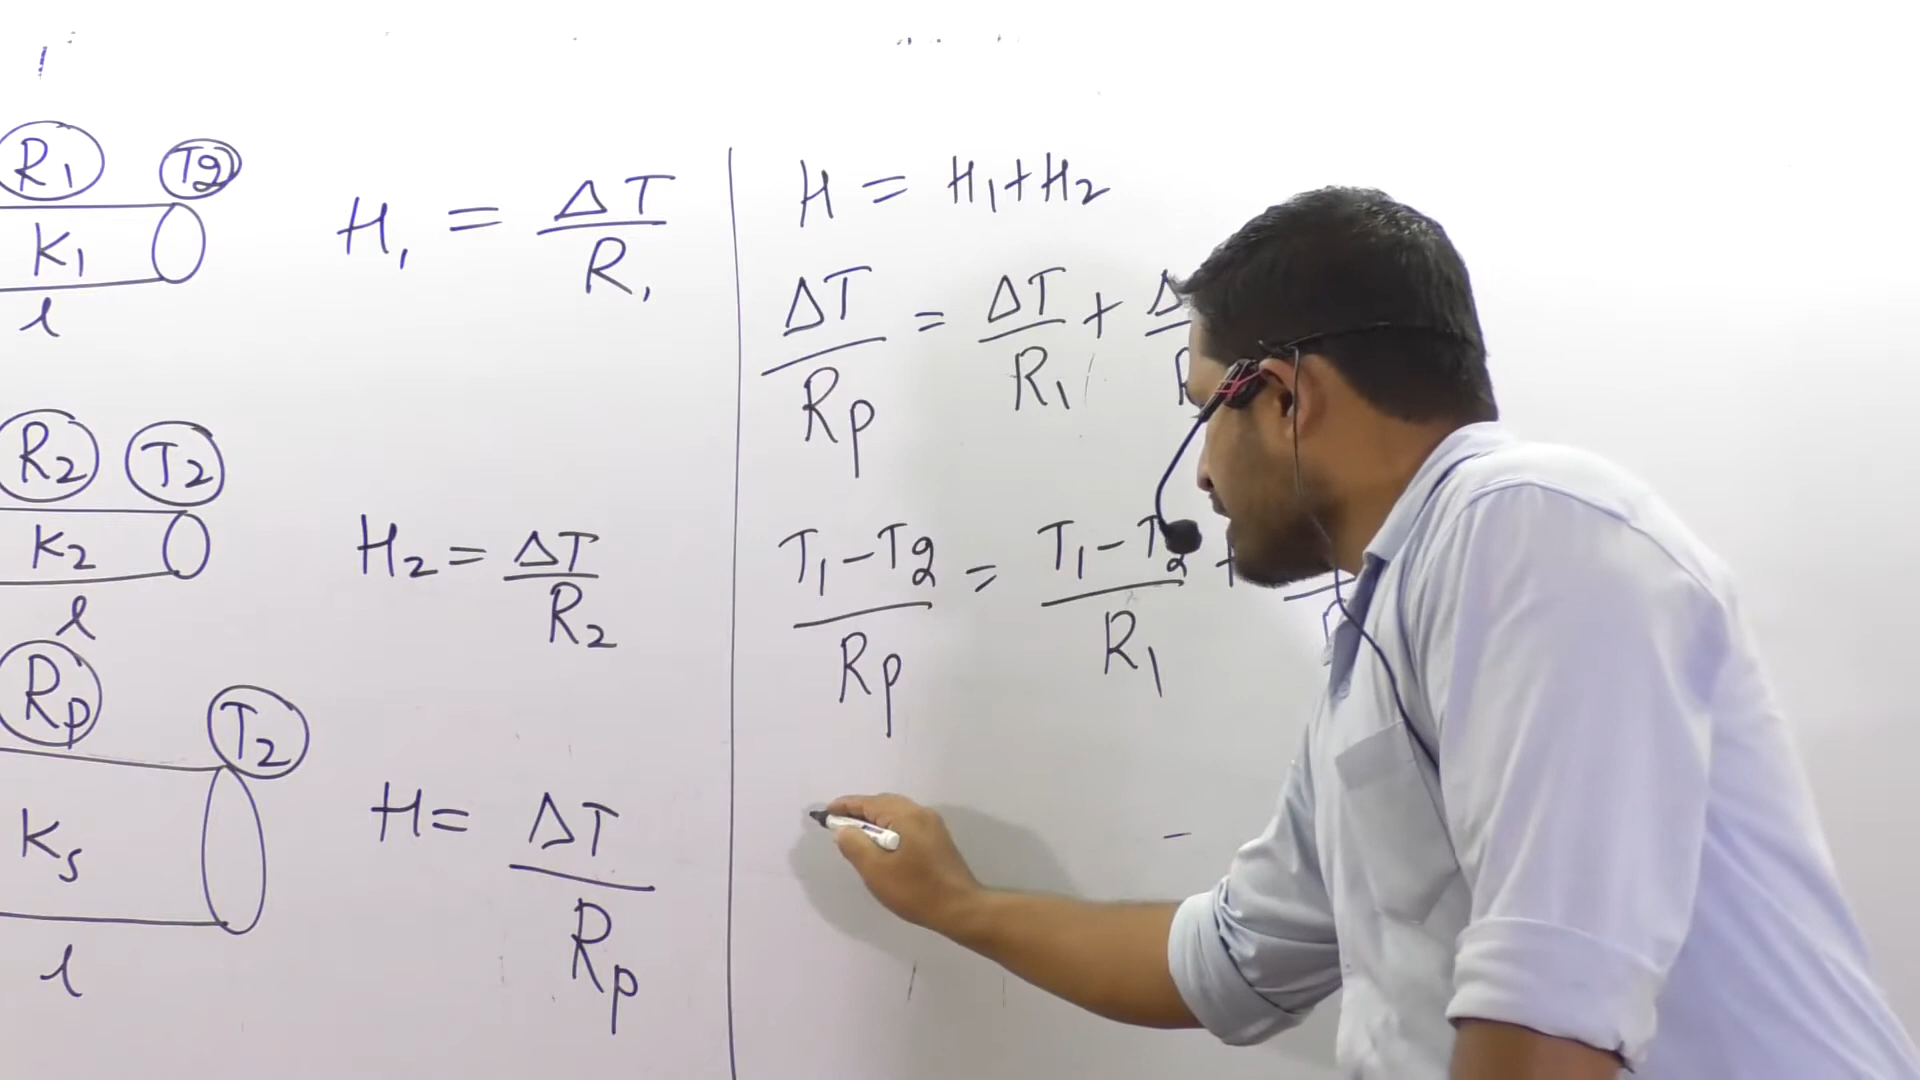 R₁ T₂
K₁
l
H₁ = ΔT / R₁
R₂ T₂
K₂
l
H₂ = ΔT / R₂
Rp T₂
Ks
l
H = ΔT / Rp
H = H₁+H₂
ΔT / Rp = ΔT / R₁ + Δ
T₁-T₂ / Rp = T₁-T₂ / R₁ +